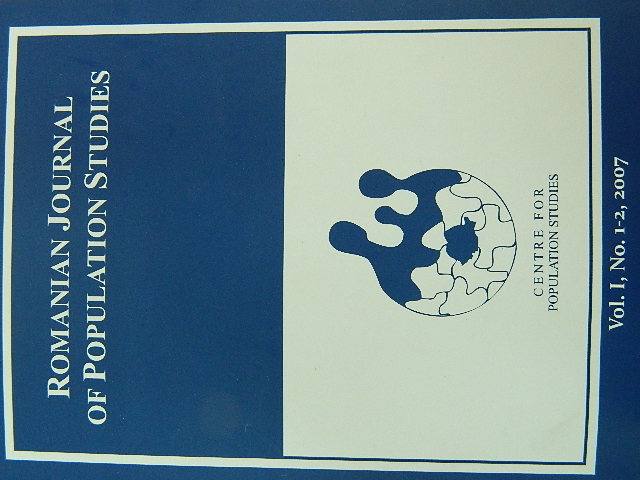 ROMANIAN JOURNAL
OF POPULATION STUDIES
CENTRE FOR
POPULATION STUDIES
Vol. I, No. 1-2, 2007